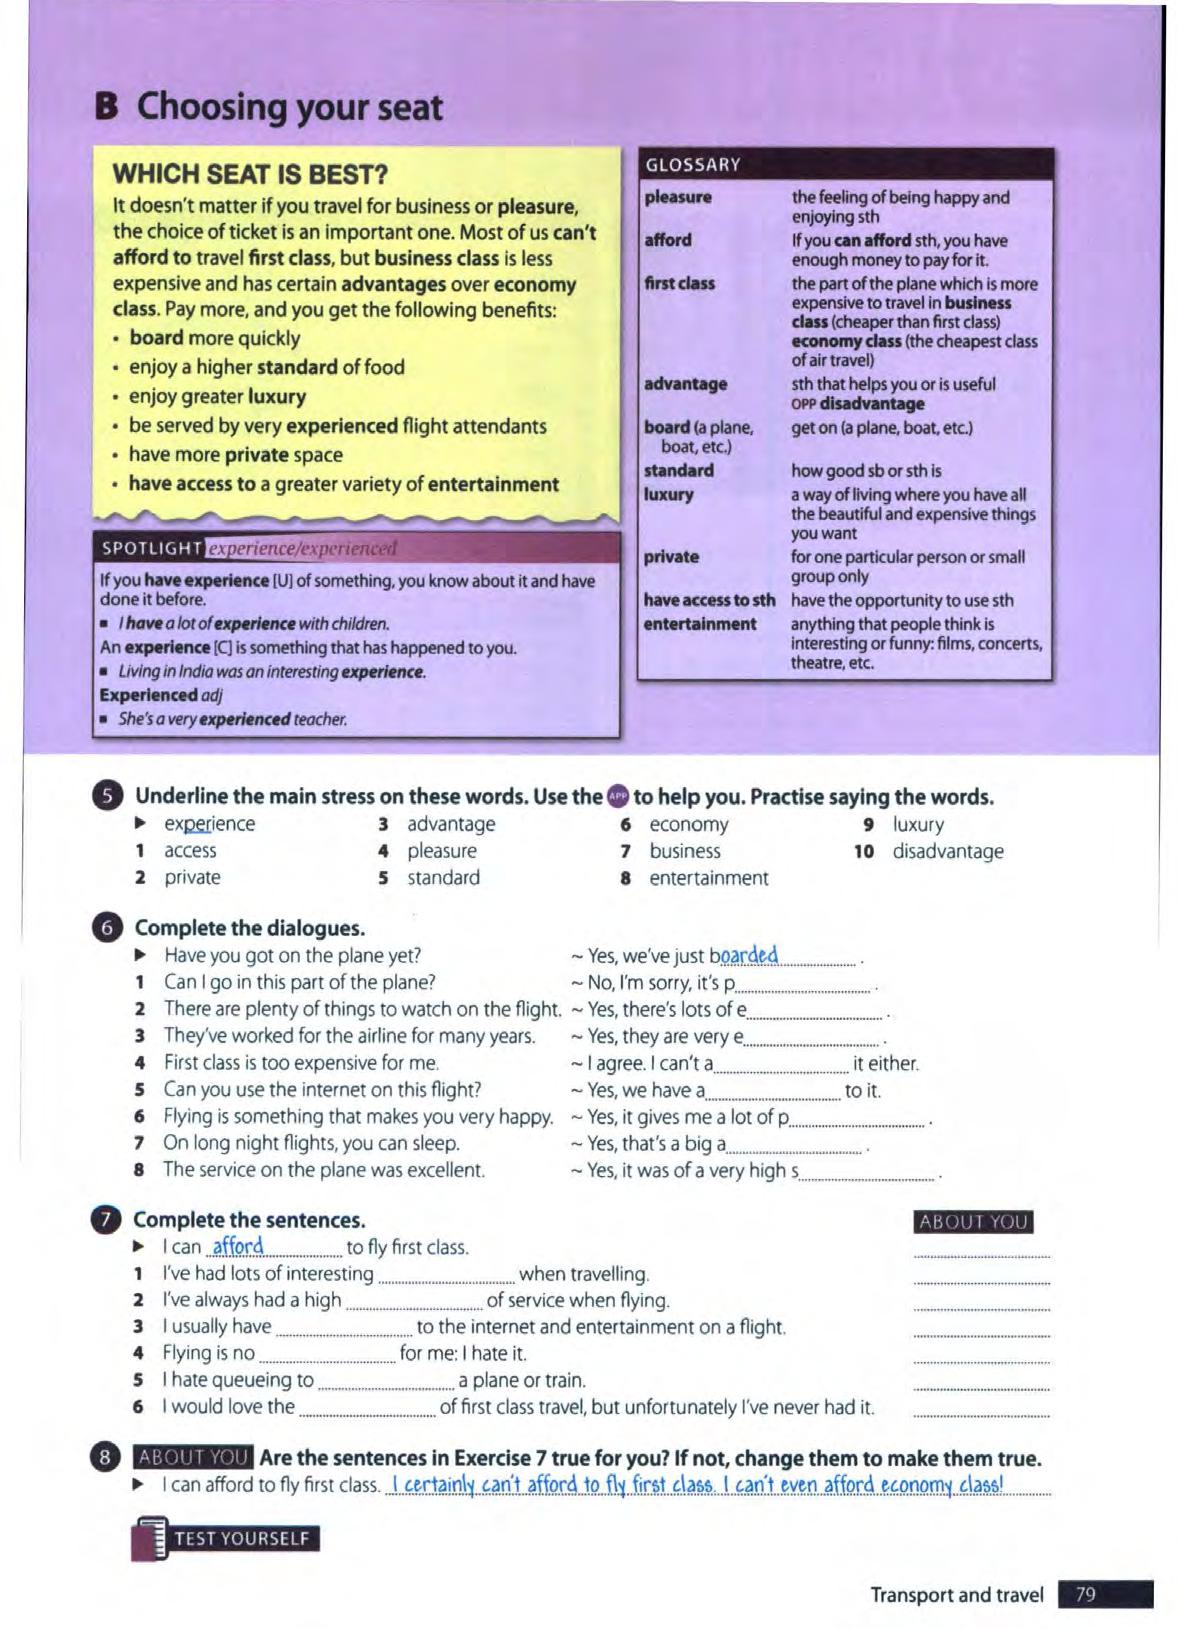 B Choosing your seat
WHICH SEAT IS BEST?
It doesn't matter if you travel for business or pleasure,
the choice of ticket is an important one. Most of us can't
afford to travel first class, but business class is less
expensive and has certain advantages over economy
class. Pay more, and you get the following benefits:
• board more quickly
• enjoy a higher standard of food
• enjoy greater luxury
• be served by very experienced flight attendants
• have more private space
• have access to a greater variety of entertainment
SPOTLIGHT experience/experienced
If you have experience [U] of something, you know about it and have
done it before.
▪ I have a lot of experience with children.
An experience [C] is something that has happened to you.
▪ Living in India was an interesting experience.
Experienced adj
▪ She's a very experienced teacher.
GLOSSARY
pleasure the feeling of being happy and
enjoying sth
afford If you can afford sth, you have
enough money to pay for it.
first class the part of the plane which is more
expensive to travel in business
class (cheaper than first class)
economy class (the cheapest class
of air travel)
advantage sth that helps you or is useful
OPP disadvantage
board (a plane, get on (a plane, boat, etc.)
boat, etc.)
standard how good sb or sth is
luxury a way of living where you have all
the beautiful and expensive things
you want
private for one particular person or small
group only
have access to sth have the opportunity to use sth
entertainment anything that people think is
interesting or funny: films, concerts,
theatre, etc.
5 Underline the main stress on these words. Use the APP to help you. Practise saying the words.
► experience 3 advantage 6 economy 9 luxury
1 access 4 pleasure 7 business 10 disadvantage
2 private 5 standard 8 entertainment
6 Complete the dialogues.
► Have you got on the plane yet? ~ Yes, we've just boarded .
1 Can I go in this part of the plane? ~ No, I'm sorry, it's p .
2 There are plenty of things to watch on the flight. ~ Yes, there's lots of e .
3 They've worked for the airline for many years. ~ Yes, they are very e .
4 First class is too expensive for me. ~ I agree. I can't a it either.
5 Can you use the internet on this flight? ~ Yes, we have a to it.
6 Flying is something that makes you very happy. ~ Yes, it gives me a lot of p .
7 On long night flights, you can sleep. ~ Yes, that's a big a .
8 The service on the plane was excellent. ~ Yes, it was of a very high s .
7 Complete the sentences. ABOUT YOU
► I can afford to fly first class.
1 I've had lots of interesting when travelling.
2 I've always had a high of service when flying.
3 I usually have to the internet and entertainment on a flight.
4 Flying is no for me: I hate it.
5 I hate queueing to a plane or train.
6 I would love the of first class travel, but unfortunately I've never had it.
8 ABOUT YOU Are the sentences in Exercise 7 true for you? If not, change them to make them true.
► I can afford to fly first class. I certainly can't afford to fly first class. I can't even afford economy class!
TEST YOURSELF
Transport and travel 79